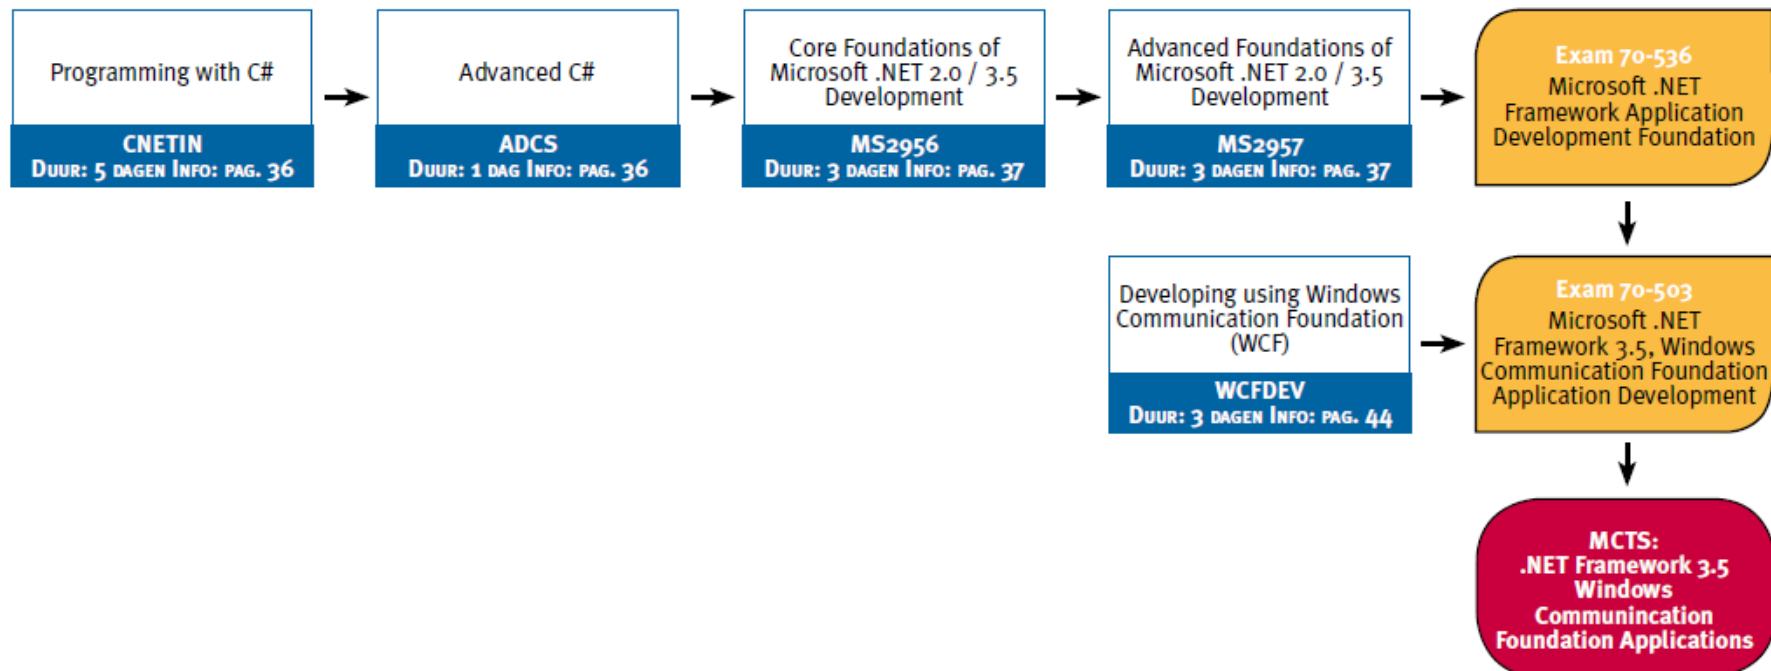 Programming with C#
CNETIN
Duur: 5 dagen Info: pag. 36
Advanced C#
ADCS
Duur: 1 dag Info: pag. 36
Core Foundations of
Microsoft .NET 2.0 / 3.5
Development
MS2956
Duur: 3 dagen Info: pag. 37
Advanced Foundations of
Microsoft .NET 2.0 / 3.5
Development
MS2957
Duur: 3 dagen Info: pag. 37
Exam 70-536
Microsoft .NET
Framework Application
Development Foundation
Developing using Windows
Communication Foundation
(WCF)
WCFDEV
Duur: 3 dagen Info: pag. 44
Exam 70-503
Microsoft .NET
Framework 3.5, Windows
Communication Foundation
Application Development
MCTS:
.NET Framework 3.5
Windows
Communincation
Foundation Applications